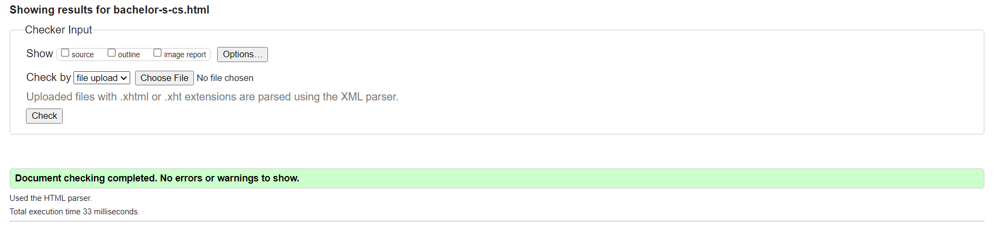 Showing results for bachelor-s-cs.html
Checker Input
Show source outline image report Options...
Check by file upload Choose File No file chosen
Uploaded files with .xhtml or .xht extensions are parsed using the XML parser.
Check
Document checking completed. No errors or warnings to show.
Used the HTML parser.
Total execution time 33 milliseconds.